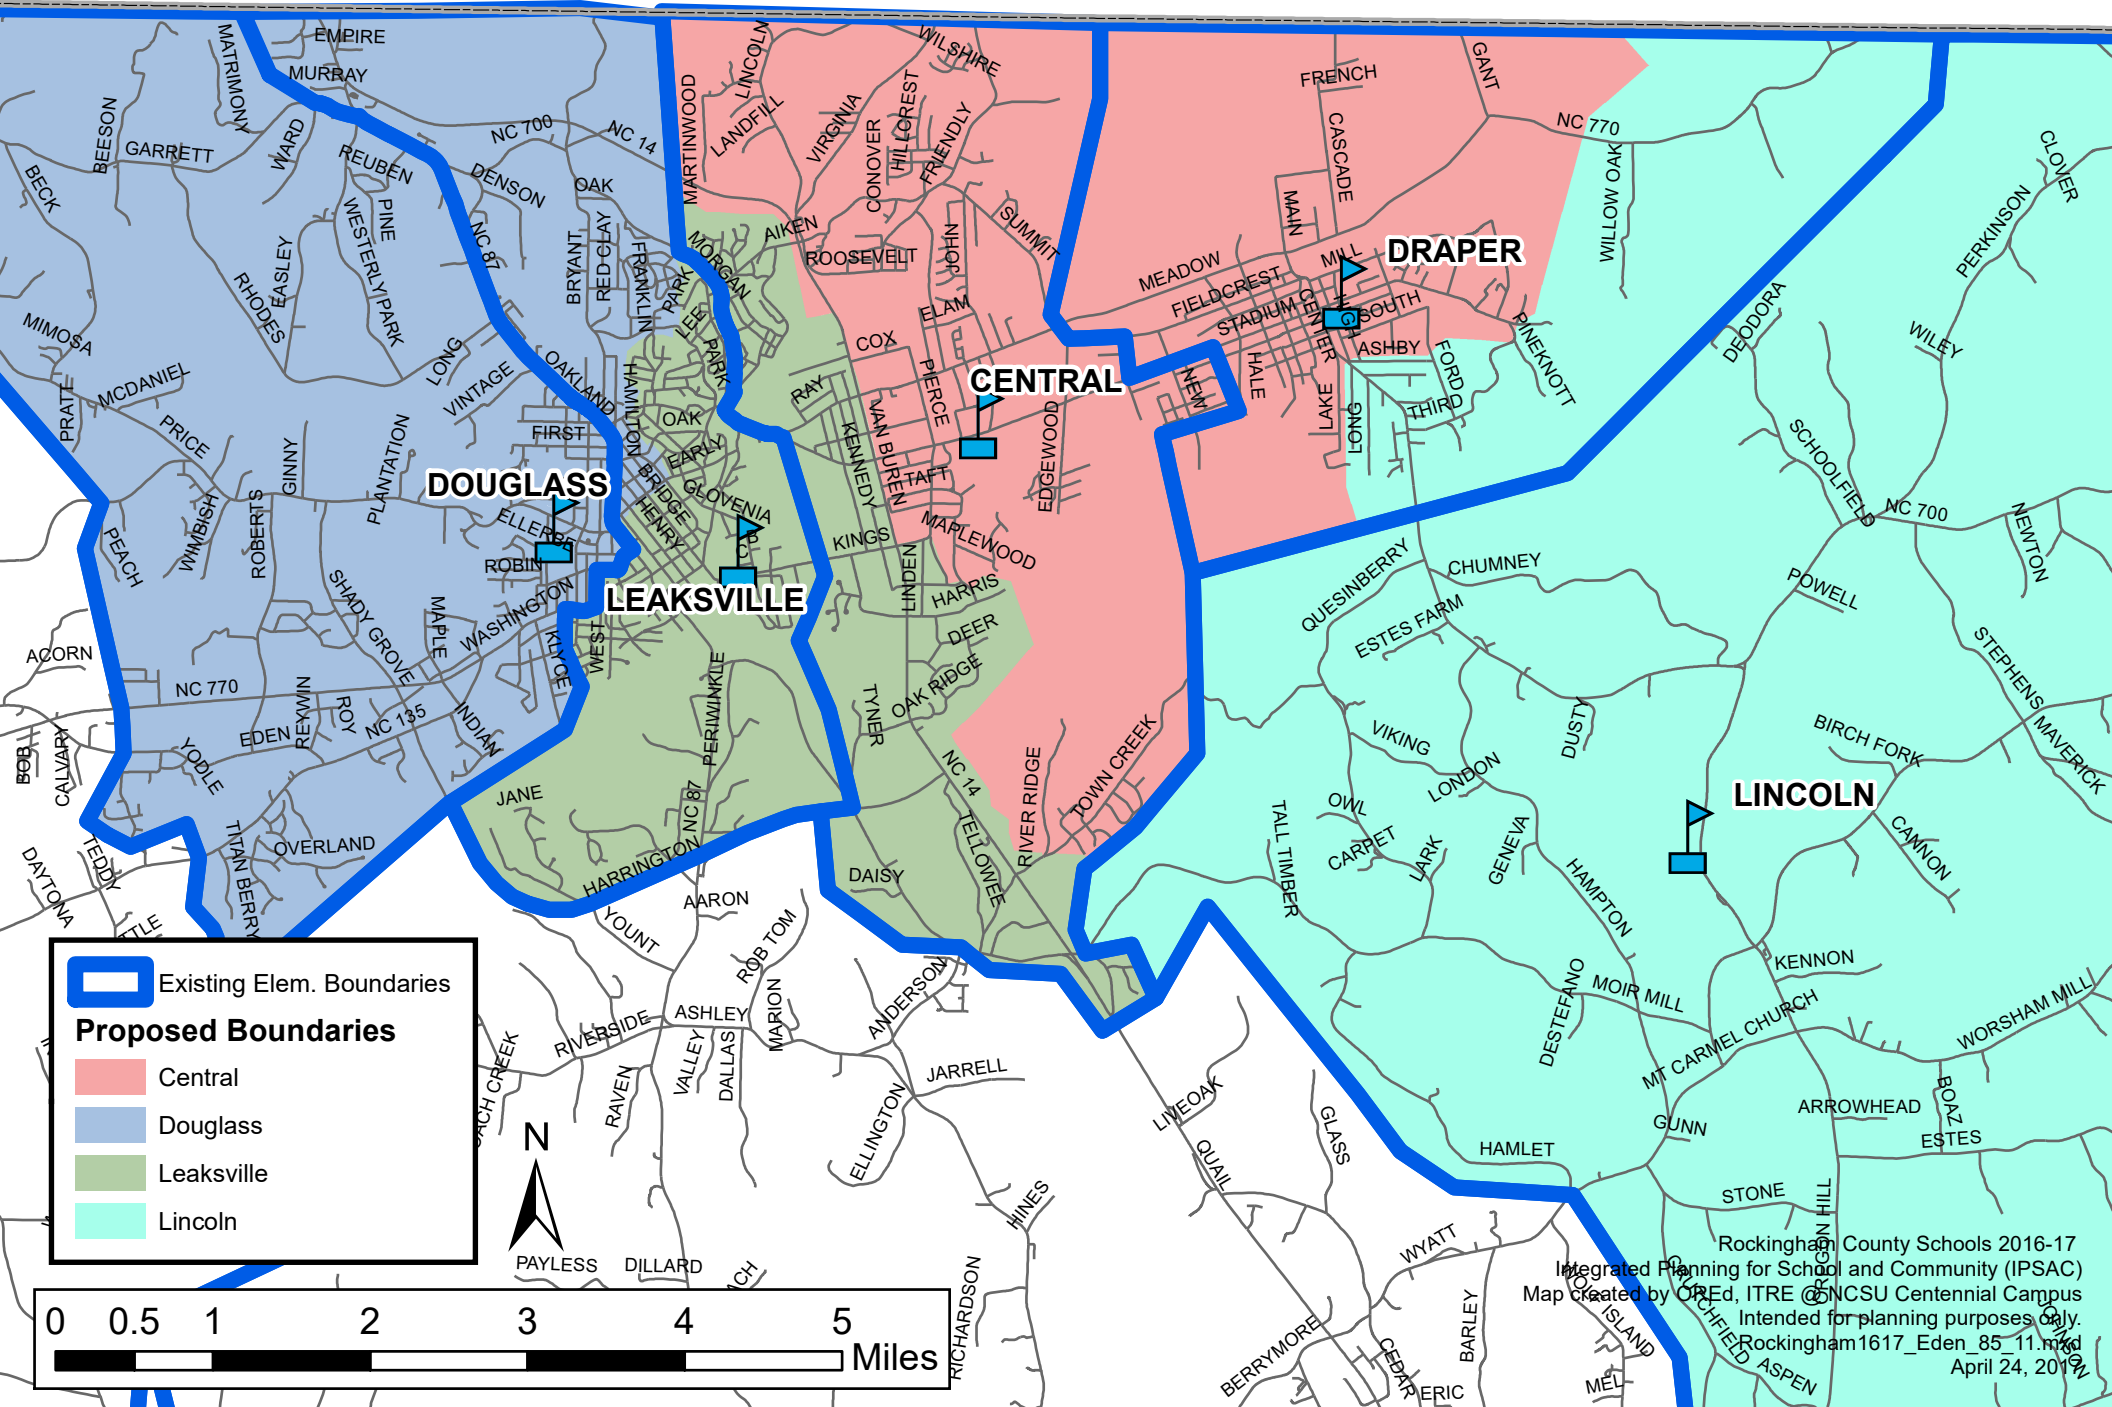 EMPIRE
MURRAY
MATRIMONY
BEESON
GARRETT
WARD
REUBEN
BECK
NC 700
NC 14
DENSON
OAK
MARTINWOOD
LINCOLN
LANDFILL
VIRGINIA
WILSHIRE
HILLCREST
CONOVER
FRIENDLY
FRENCH
GANT
CASCADE
NC 770
WILLOW OAK
CLOVER
PERKINSON
PINE
WESTERLY PARK
EASLEY
RHODES
NC 87
BRYANT
RED CLAY
FRANKLIN
PARK
MORGAN
LEE
PARK
AIKEN
ROOSEVELT
JOHN
SUMMIT
MEADOW
MAIN
MILL
DRAPER
FIELDCREST
STADIUM
CENTER
HIGH
SOUTH
ASHBY
FORD
PINEKNOTT
DEODORA
WILEY
MIMOSA
MCDANIEL
PRATT
PRICE
LONG
VINTAGE
OAKLAND
HAMILTON
COX
ELAM
PIERCE
CENTRAL
RAY
NEW
HALE
LAKE
LONG
THIRD
FIRST
OAK
EARLY
GINNY
PLANTATION
DOUGLASS
BRIDGE
HENRY
GLOVENIA
B
C
KENNEDY
VAN BUREN
TAFT
EDGEWOOD
MAPLEWOOD
KINGS
LINDEN
HARRIS
DEER
OAK RIDGE
TYNER
SCHOOLFIELD
NC 700
NEWTON
PEACH
WIMBISH
ROBERTS
ELLERBE
ROBIN
WASHINGTON
LEAKSVILLE
SHADY GROVE
MAPLE
KLYCE
WEST
PERIWINKLE
QUESINBERRY
CHUMNEY
ESTES FARM
POWELL
STEPHENS
MAVERICK
ACORN
NC 770
REYWIN
ROY
EDEN
NC 135
INDIAN
YODLE
BOB
CALVARY
JANE
HARRINGTON
NC 87
NC 14
RIVER RIDGE
TOWN CREEK
TELLOWEE
DAISY
VIKING
LONDON
DUSTY
BIRCH FORK
LINCOLN
OWL
CARPET
LARK
GENEVA
TALL TIMBER
HAMPTON
CANNON
TEDDY
DAYTONA
TITAN BERRY
OVERLAND
AARON
YOUNT
ROB TOM
MARION
ANDERSON
ASHLEY
RIVERSIDE
RAVEN
VALLEY
DALLAS
JARRELL
ELLINGTON
HINES
RICHARDSON
LIVEOAK
QUAIL
GLASS
KENNON
MOIR MILL
DESTEFANO
MT CARMEL CHURCH
WORSHAM MILL
BOAZ
ARROWHEAD
GUNN
ESTES
HAMLET
STONE
WYATT
BERRYMORE
CEDAR
ERIC
BARLEY
MEL
ASPEN
PAYLESS
DILLARD
N
Existing Elem. Boundaries
Proposed Boundaries
Central
Douglass
Leaksville
Lincoln
0 0.5 1 2 3 4 5
Miles
Rockingham County Schools 2016-17
Integrated Planning for School and Community (IPSAC)
Map created by OREd, ITRE @ NCSU Centennial Campus
Intended for planning purposes only.
Rockingham1617_Eden_85_11.mxd
April 24, 2017